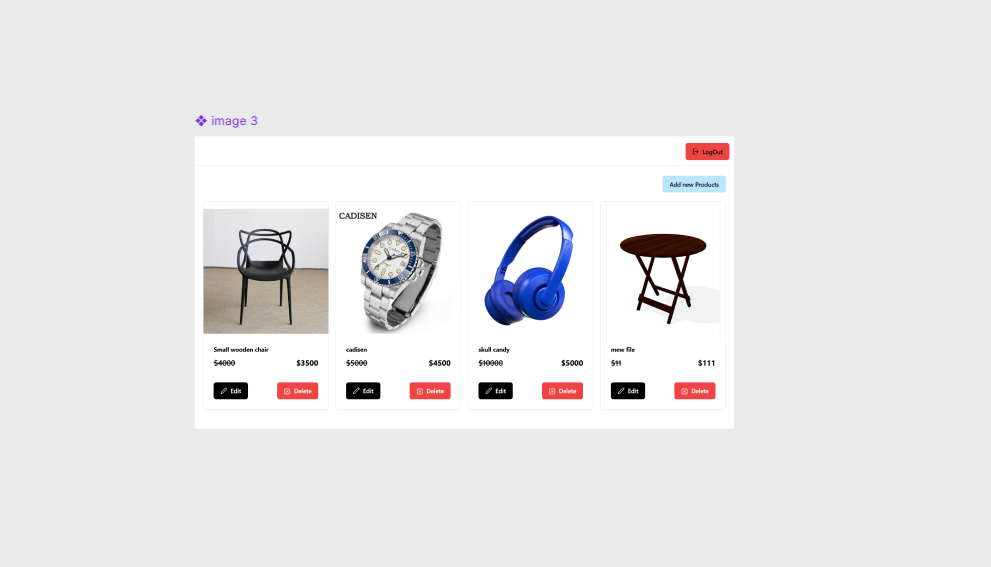 image 3
LogOut
Add new Products
CADISEN
Small wooden chair
$4000 $3500
Edit Delete
cadisen
$5000 $4500
Edit Delete
skull candy
$10000 $5000
Edit Delete
mew file
$11 $111
Edit Delete